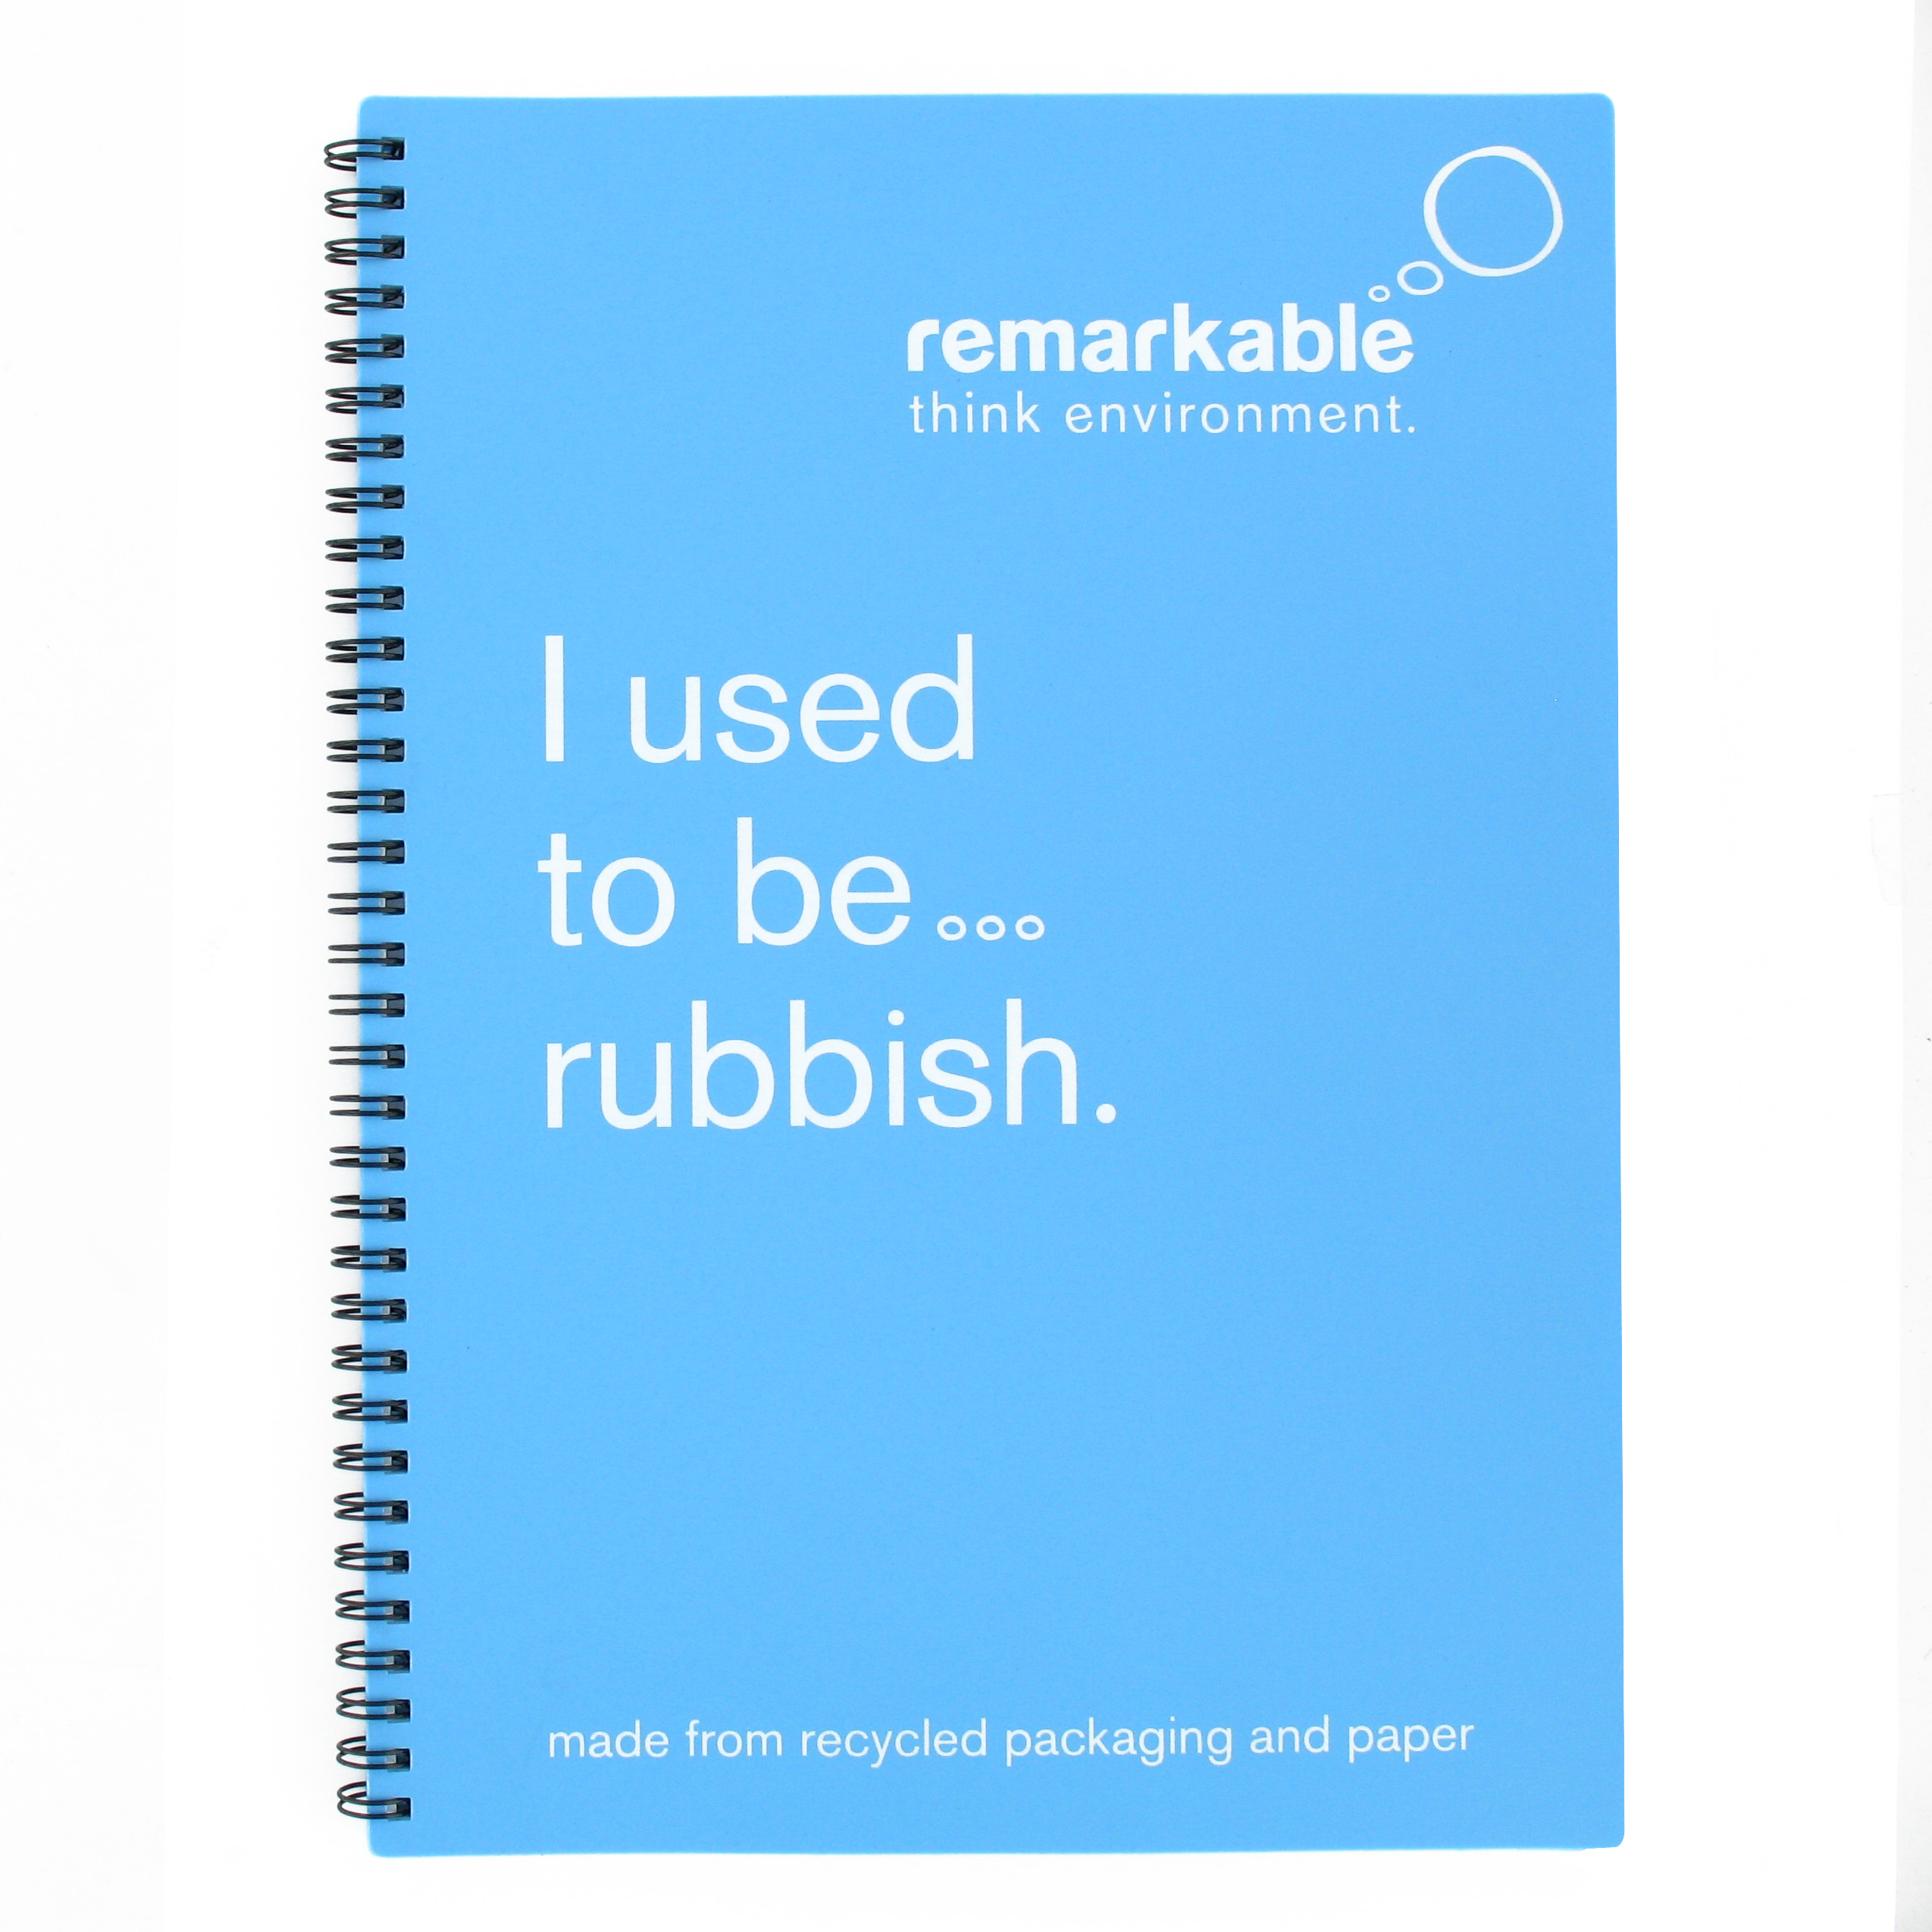 remarkable
think environment.
I used
to be...
rubbish.
made from recycled packaging and paper